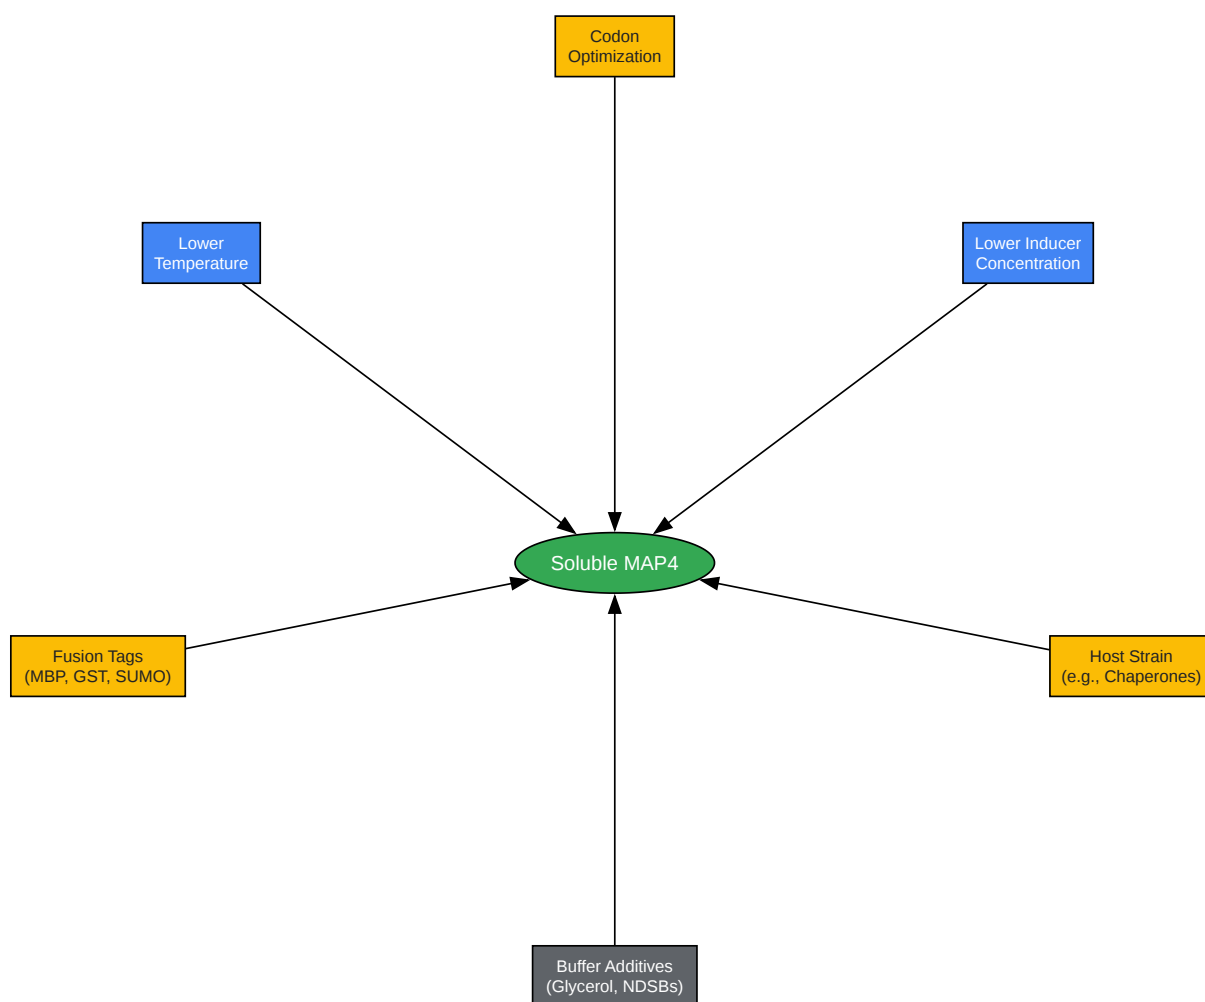 Codon
Optimization
Lower
Temperature
Lower Inducer
Concentration
Soluble MAP4
Fusion Tags
(MBP, GST, SUMO)
Host Strain
(e.g., Chaperones)
Buffer Additives
(Glycerol, NDSBs)